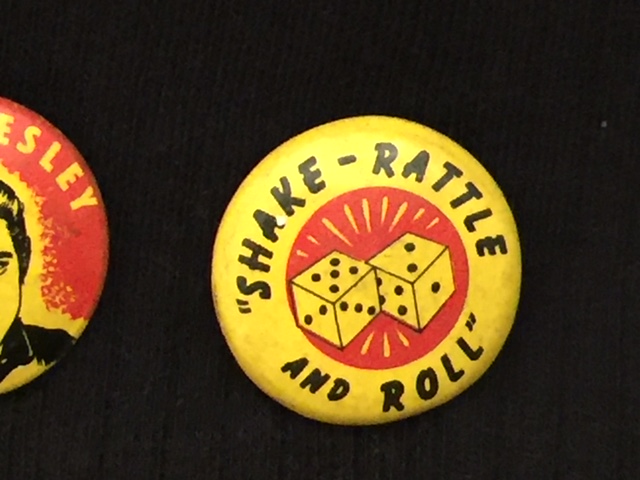 ESLEY
"SHAKE-RATTLE
AND ROLL"